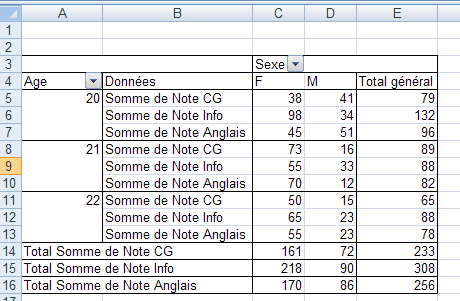 A B C D E
1
2
3 Sexe
4 Age Données F M Total général
5 20 Somme de Note CG 38 41 79
6 Somme de Note Info 98 34 132
7 Somme de Note Anglais 45 51 96
8 21 Somme de Note CG 73 16 89
9 Somme de Note Info 55 33 88
10 Somme de Note Anglais 70 12 82
11 22 Somme de Note CG 50 15 65
12 Somme de Note Info 65 23 88
13 Somme de Note Anglais 55 23 78
14 Total Somme de Note CG 161 72 233
15 Total Somme de Note Info 218 90 308
16 Total Somme de Note Anglais 170 86 256